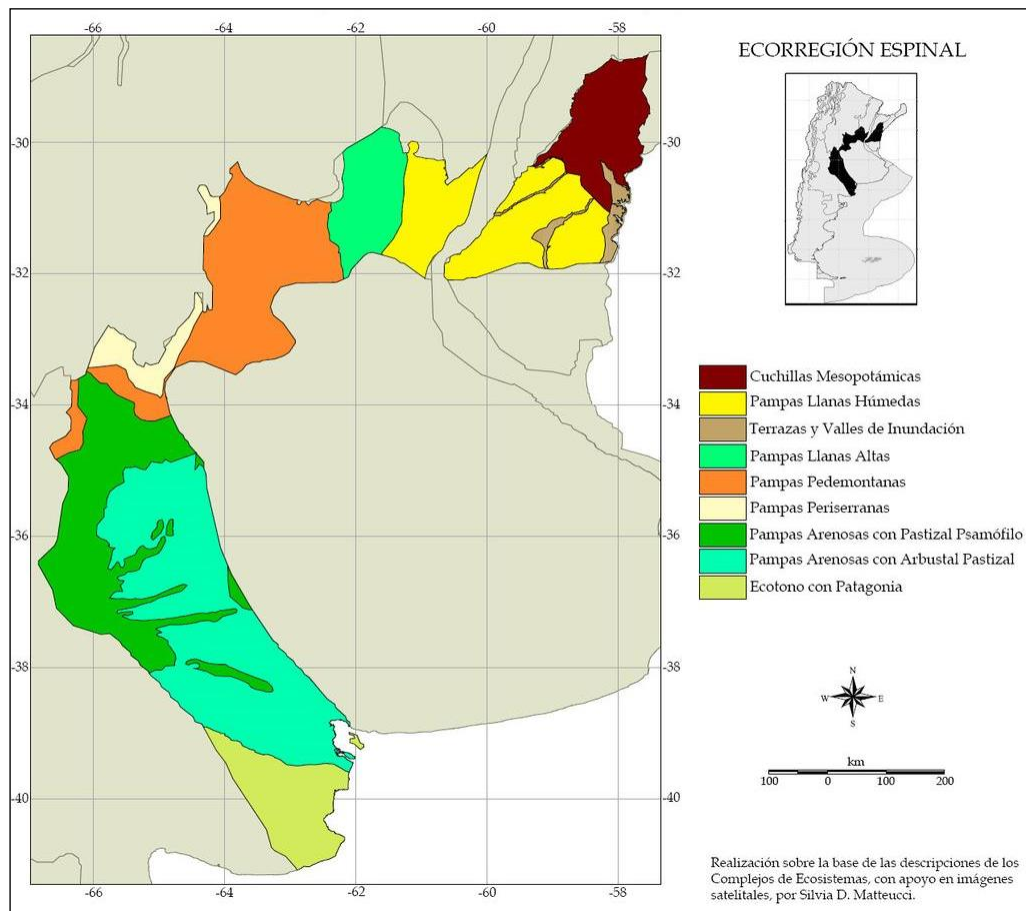 -66 -64 -62 -60 -58
-30 -30
-32 -32
-34 -34
-36 -36
-38 -38
-40 -40
-66 -64 -62 -60 -58
ECORREGIÓN ESPINAL
Cuchillas Mesopotámicas
Pampas Llanas Húmedas
Terrazas y Valles de Inundación
Pampas Llanas Altas
Pampas Pedemontanas
Pampas Periserranas
Pampas Arenosas con Pastizal Psamófilo
Pampas Arenosas con Arbustal Pastizal
Ecotono con Patagonia
N
W E
S
km
100 0 100 200
Realización sobre la base de las descripciones de los
Complejos de Ecosistemas, con apoyo en imágenes
satelitales, por Silvia D. Matteucci.